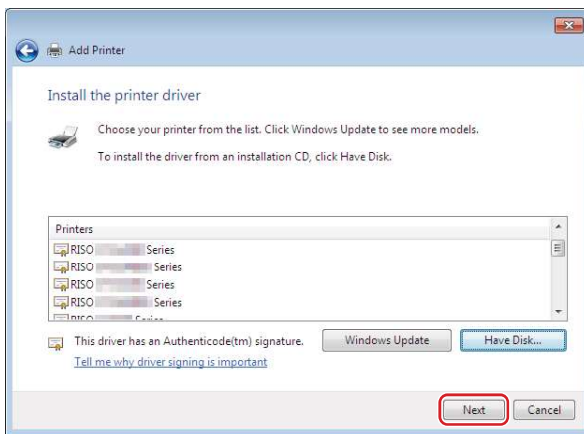 Add Printer
Install the printer driver
Choose your printer from the list. Click Windows Update to see more models.
To install the driver from an installation CD, click Have Disk.
Printers
RISO Series
RISO Series
RISO Series
RISO Series
This driver has an Authenticode(tm) signature.
Windows Update
Have Disk...
Tell me why driver signing is important
Next
Cancel